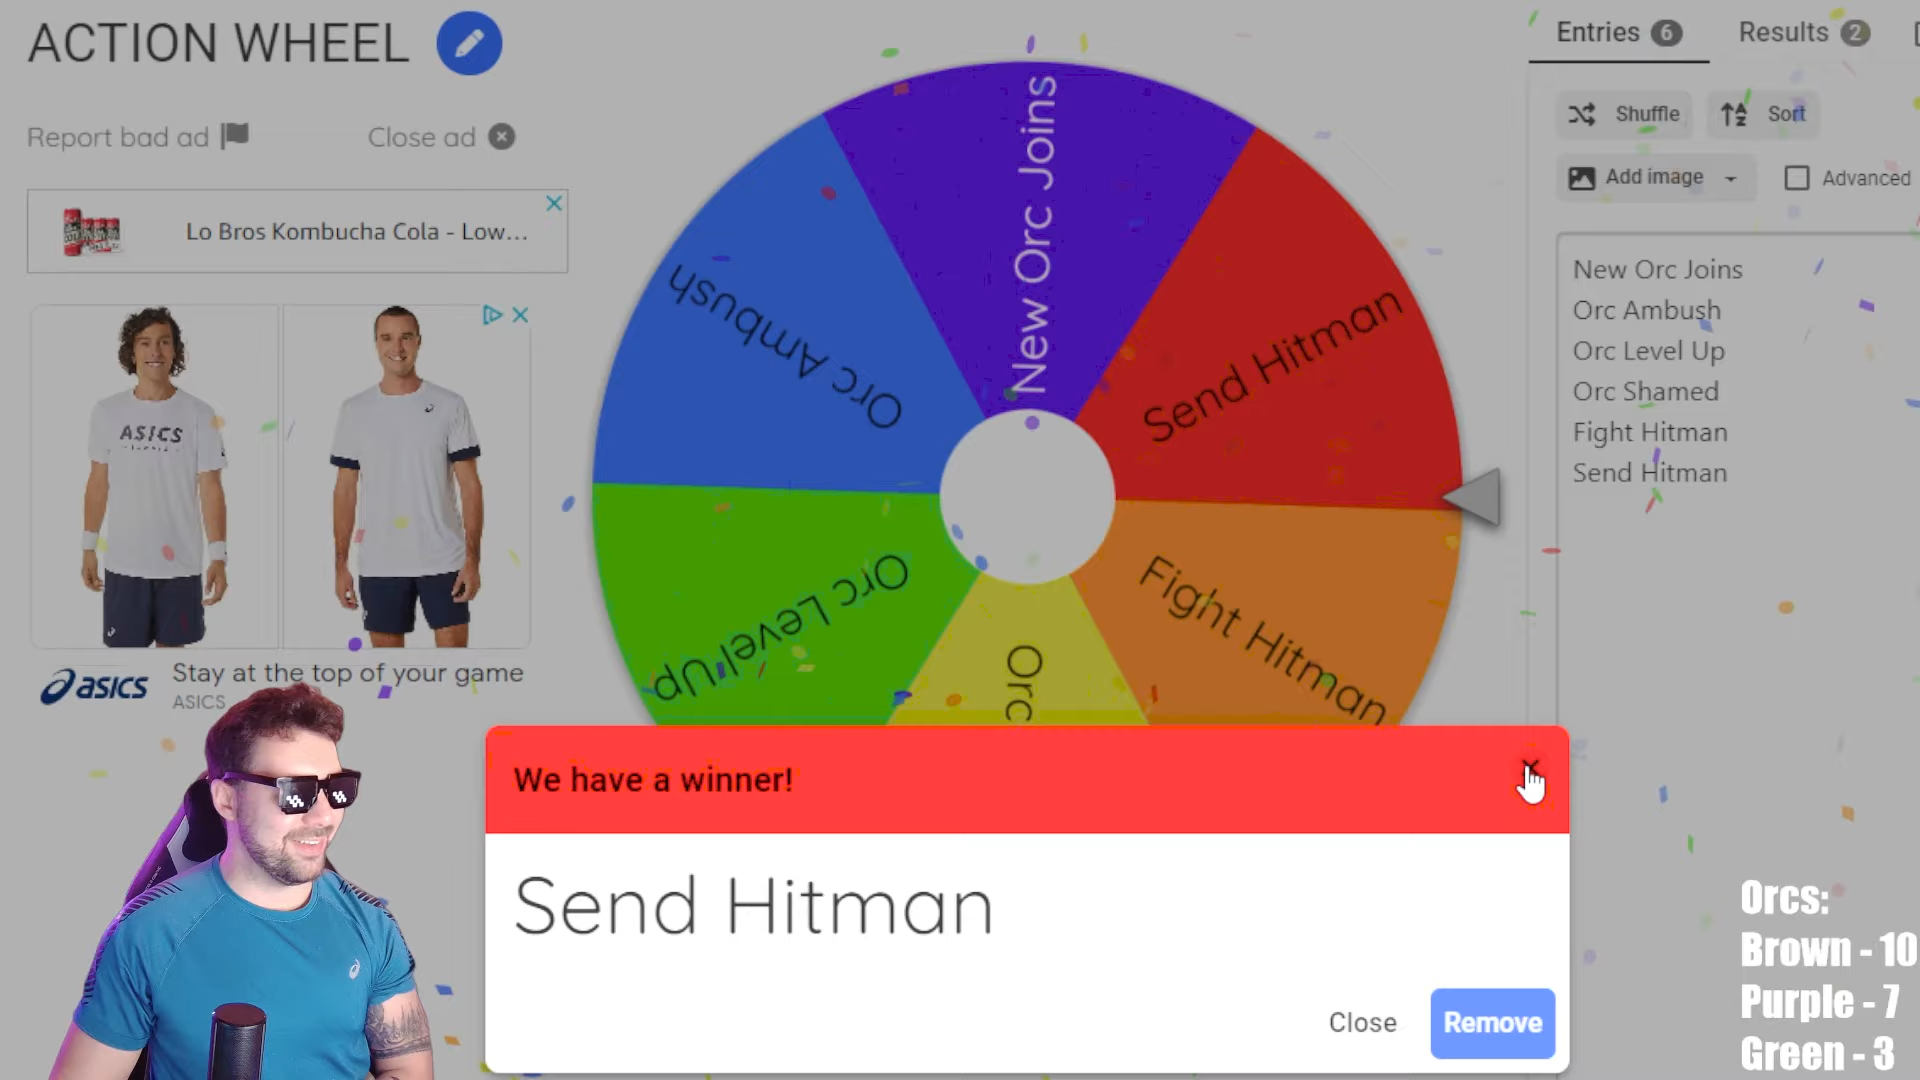 ACTION WHEEL
Report bad ad
Close ad
Lo Bros Kombucha Cola - Low...
ASICS
asics
Stay at the top of your game
ASICS
New Orc Joins
Send Hitman
Orc Ambush
Fight Hitman
Orc Level Up
Orc
Entries 6
Results 2
Shuffle
Sort
Add image
Advanced
New Orc Joins
Orc Ambush
Orc Level Up
Orc Shamed
Fight Hitman
Send Hitman
We have a winner!
Send Hitman
Close
Remove
Orcs:
Brown - 10
Purple - 7
Green - 3